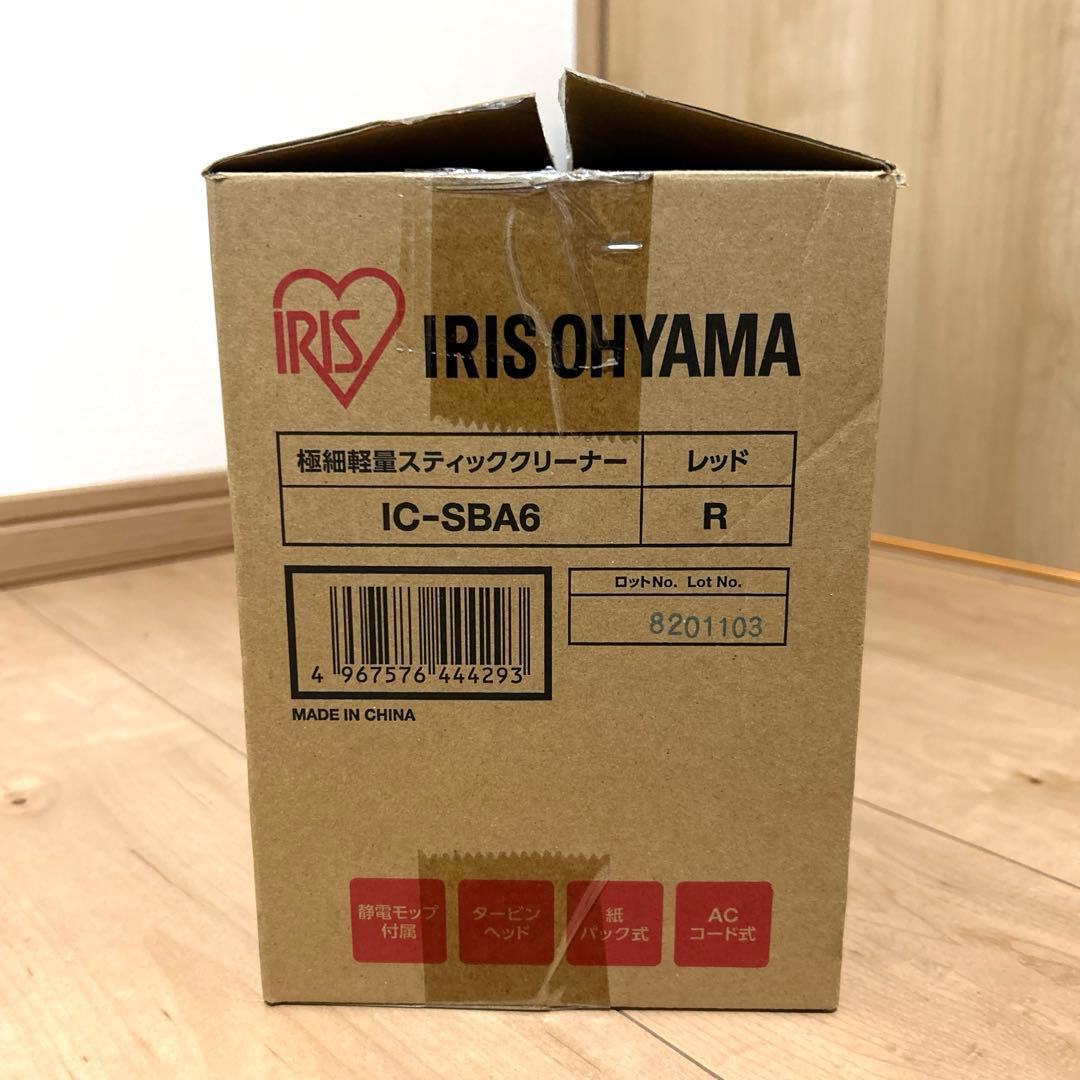 IRIS
IRIS OHYAMA
極細軽量スティッククリーナー レッド
IC-SBA6 R
ロットNo. Lot No.
8201103
4 967576 444293
MADE IN CHINA
静電モップ
付属
タービン
ヘッド
紙
パック式
AC
コード式